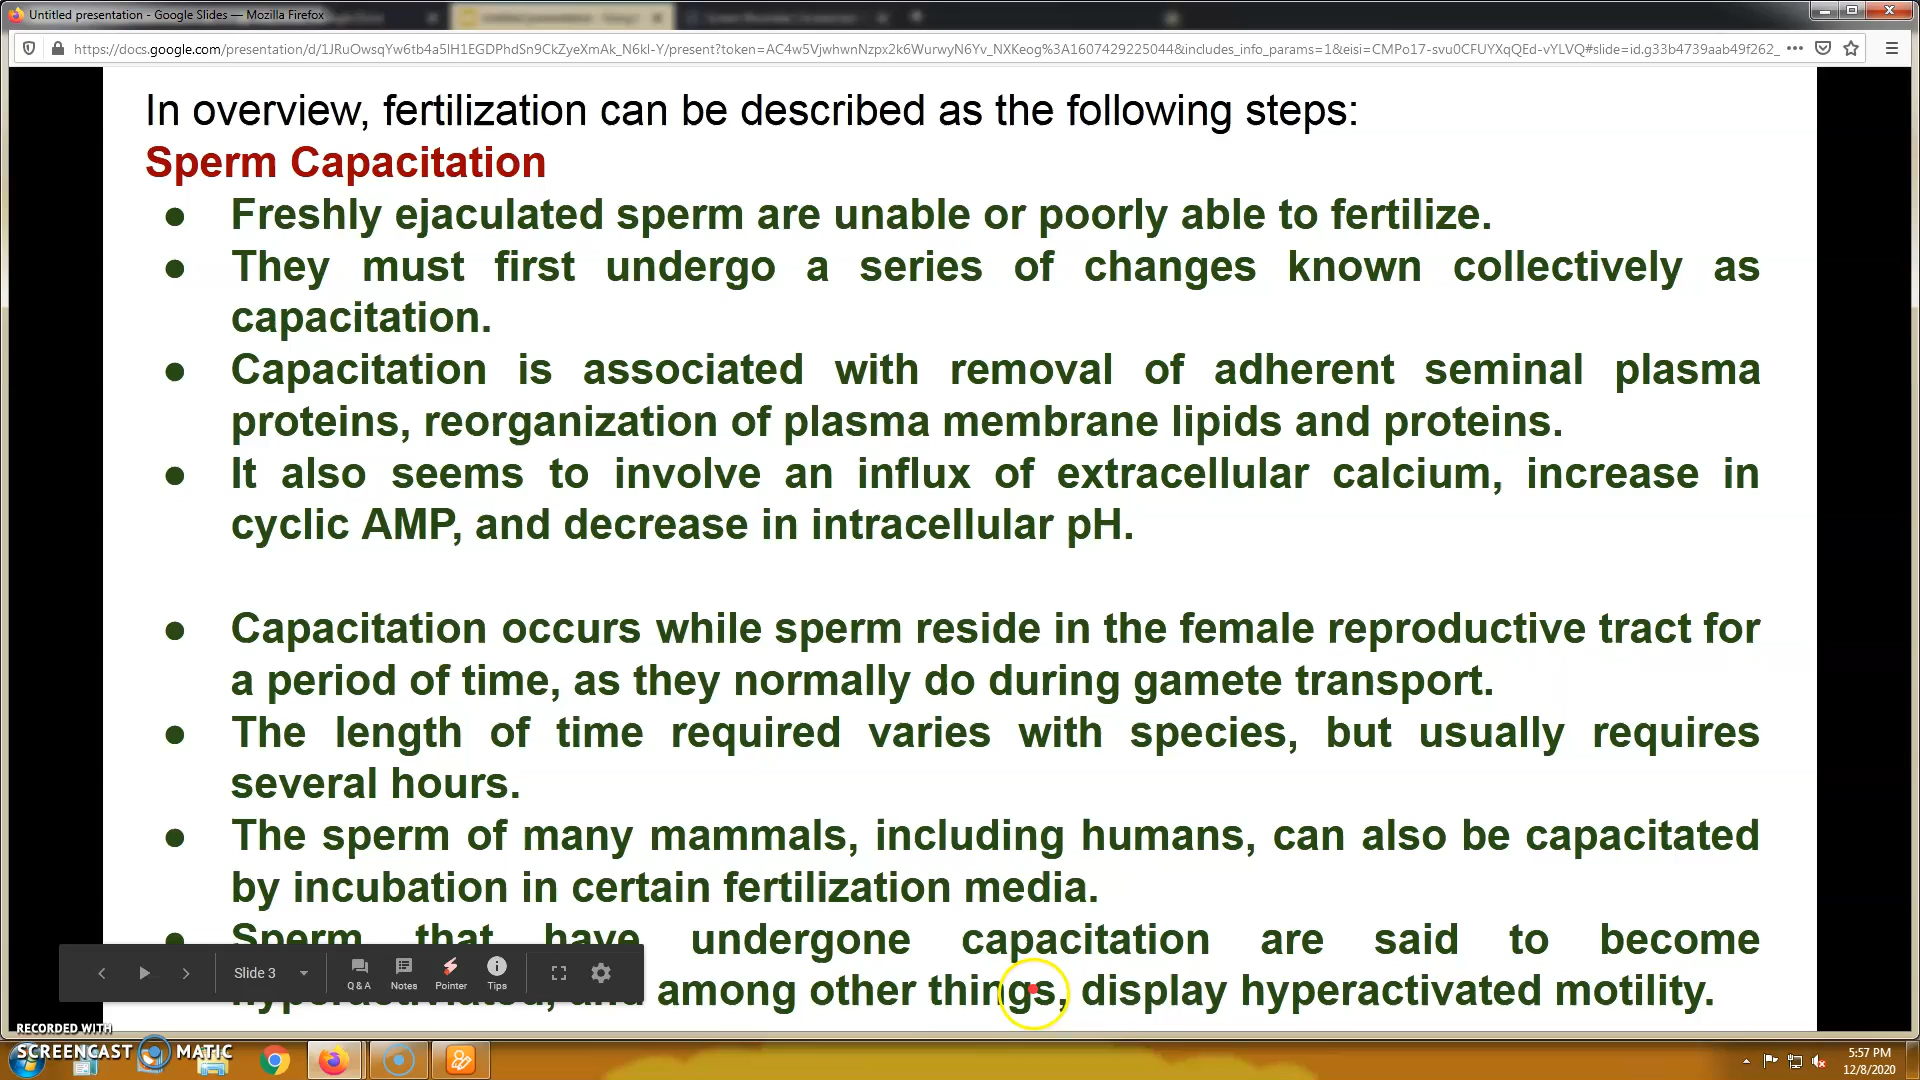 Untitled presentation - Google Slides — Mozilla Firefox
https://docs.google.com/presentation/d/1JRuOwsqYw6tb4a5lH1EGDPhdSn9CkZyeXmAk_N6kI-Y/present?token=AC4w5VjwhwnNzpx2k6WurwyN6Yv_NXKeog%3A1607429225044&includes_info_params=1&eisi=CMPo17-svu0CFUYXqQEd-vYLVQ#slide=id.g33b4739aab49f262_
In overview, fertilization can be described as the following steps:
Sperm Capacitation
● Freshly ejaculated sperm are unable or poorly able to fertilize.
● They must first undergo a series of changes known collectively as
capacitation.
● Capacitation is associated with removal of adherent seminal plasma
proteins, reorganization of plasma membrane lipids and proteins.
● It also seems to involve an influx of extracellular calcium, increase in
cyclic AMP, and decrease in intracellular pH.
● Capacitation occurs while sperm reside in the female reproductive tract for
a period of time, as they normally do during gamete transport.
● The length of time required varies with species, but usually requires
several hours.
● The sperm of many mammals, including humans, can also be capacitated
by incubation in certain fertilization media.
● Sperm that have undergone capacitation are said to become
hyperactivated, and among other things, display hyperactivated motility.
Slide 3
Q & A Notes Pointer Tips
RECORDED WITH
SCREENCAST MATIC
5:57 PM
12/8/2020